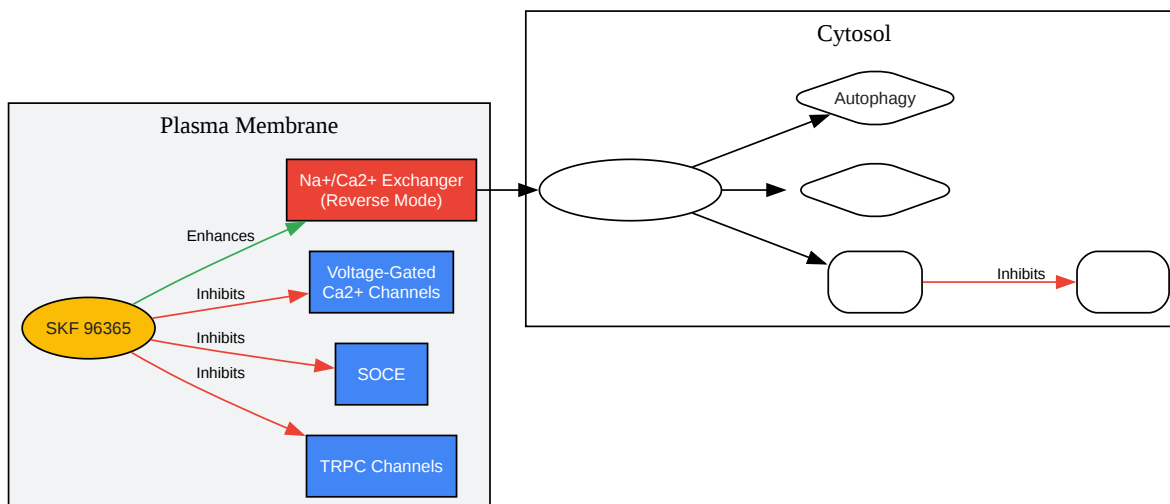 Cytosol
Autophagy
Plasma Membrane
Na+/Ca2+ Exchanger
(Reverse Mode)
Enhances
Voltage-Gated
Ca2+ Channels
Inhibits
Inhibits
SKF 96365
Inhibits
SOCE
Inhibits
TRPC Channels